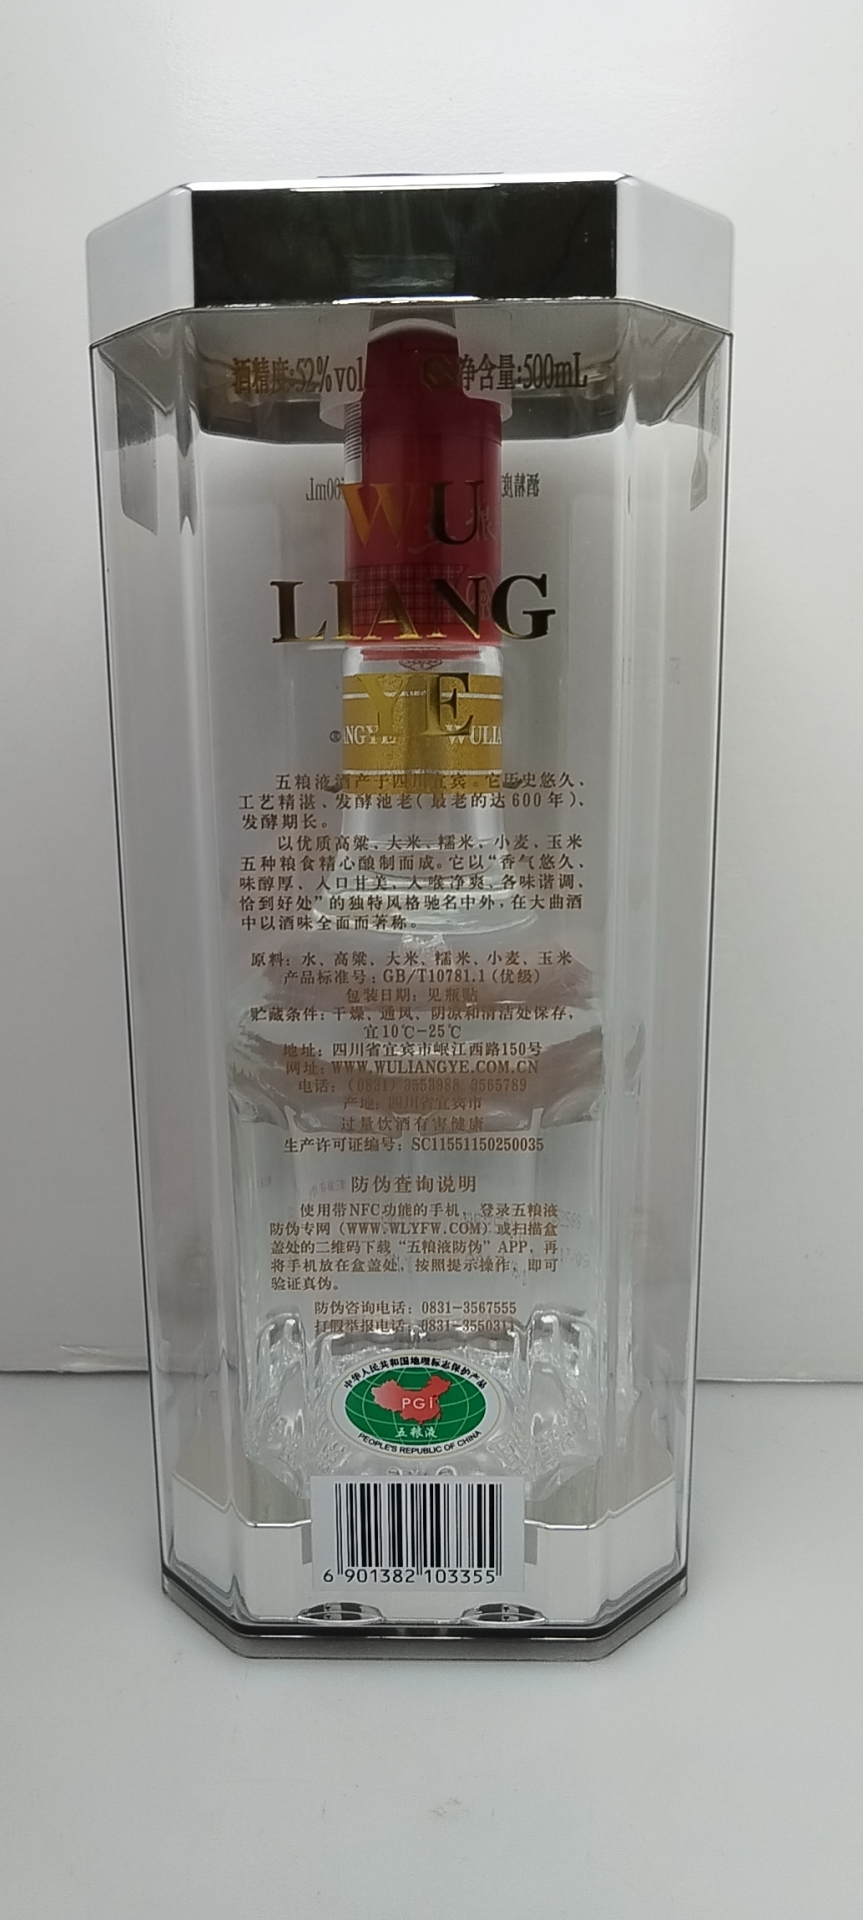 酒精度:52%vol 净含量:500mL
WU
LIANG
YE
ANGYE WULIA
五粮液酒产于四川宜宾。它历史悠久、
工艺精湛、发酵池老(最老的达600年)、
发酵期长。
以优质高粱、大米、糯米、小麦、玉米
五种粮食精心酿制而成。它以“香气悠久、
味醇厚、入口甘美、入喉净爽、各味谐调、
恰到好处”的独特风格驰名中外,在大曲酒
中以酒味全面而著称。
原料: 水、高粱、大米、糯米、小麦、玉米
产品标准号: GB/T10781.1(优级)
包装日期: 见瓶贴
贮藏条件: 干燥、通风、阴凉和清洁处保存,
宜10℃-25℃
地址: 四川省宜宾市岷江西路150号
网址: WWW.WULIANGYE.COM.CN
电话: (0831) 3553988 3565789
产地: 四川省宜宾市
过量饮酒有害健康
生产许可证编号: SC11551150250035
防伪查询说明
使用带NFC功能的手机, 登录五粮液
防伪专网 (WWW.WLYFW.COM) 或扫描盒
盖处的二维码下载“五粮液防伪”APP, 再
将手机放在盒盖处, 按照提示操作, 即可
验证真伪。
防伪咨询电话: 0831-3567555
打假举报电话: 0831-3550311
中华人民共和国地理标志保护产品
PGI
五粮液
PEOPLE'S REPUBLIC OF CHINA
6 901382 103355